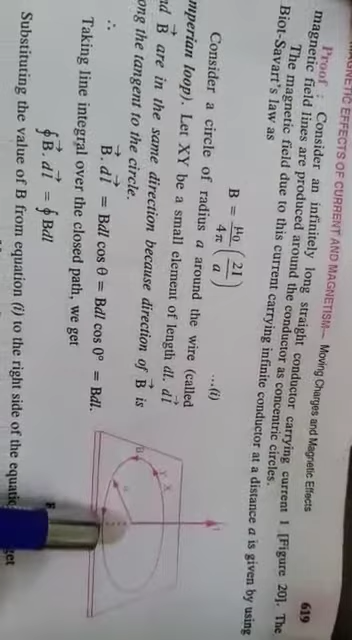 MAGNETIC EFFECTS OF CURRENT AND MAGNETISM— Moving Charges and Magnetic Effects 619
Proof : Consider an infinitely long straight conductor carrying current I [Figure 20]. The
magnetic field lines are produced around the conductor as concentric circles.
The magnetic field due to this current carrying infinite conductor at a distance a is given by using
Biot-Savart's law as
B = μ₀/4π (2I/a) ...(i)
Consider a circle of radius a around the wire (called
mperian loop). Let XY be a small element of length dl. dl⃗
ad B⃗ are in the same direction because direction of B⃗ is
ong the tangent to the circle.
∴ B⃗. dl⃗ = Bdl cos θ = Bdl cos 0° = Bdl.
Taking line integral over the closed path, we get
∮B⃗. dl⃗ = ∮Bdl
Substituting the value of B from equation (i) to the right side of the equatio
get
X
Y
B